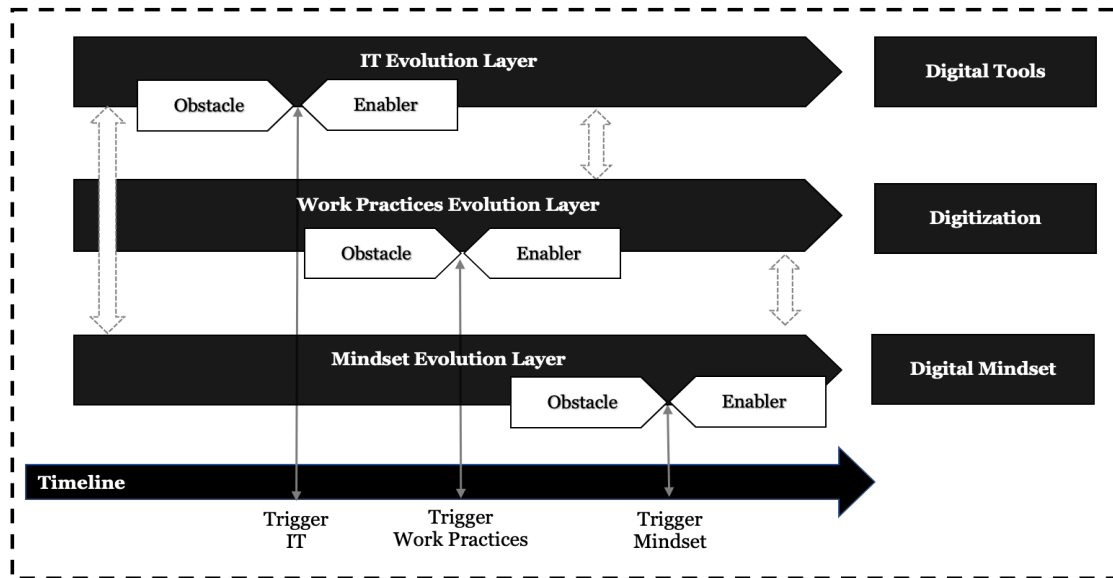 IT Evolution Layer
Digital Tools
Obstacle
Enabler
Work Practices Evolution Layer
Digitization
Obstacle
Enabler
Mindset Evolution Layer
Digital Mindset
Obstacle
Enabler
Timeline
Trigger
IT
Trigger
Work Practices
Trigger
Mindset